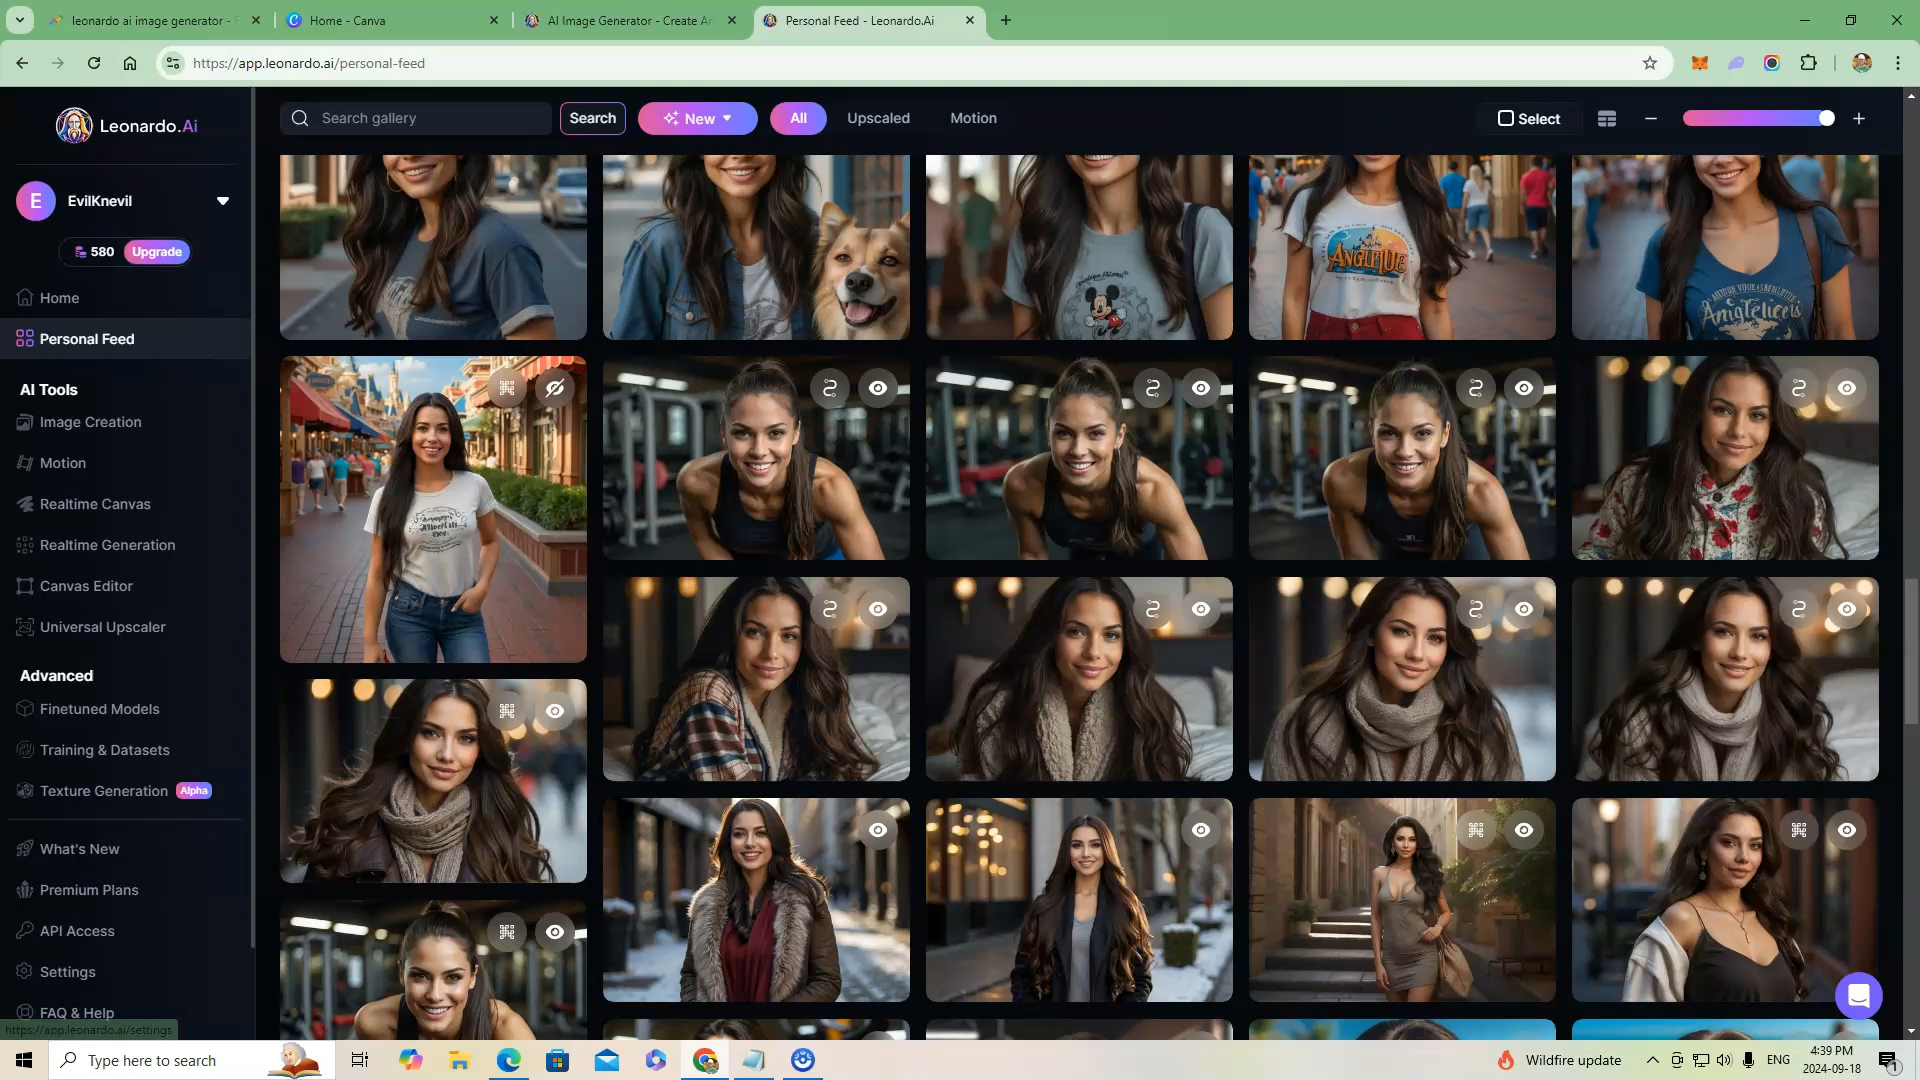 leonardo ai image generator -
Home - Canva
AI Image Generator - Create Ar
Personal Feed - Leonardo.Ai
https://app.leonardo.ai/personal-feed
Leonardo.Ai
Search gallery
Search
New
All
Upscaled
Motion
Select
E
EvilKnevil
580
Upgrade
Home
Personal Feed
AI Tools
Image Creation
Motion
Realtime Canvas
Realtime Generation
Canvas Editor
Universal Upscaler
Advanced
Finetuned Models
Training & Datasets
Texture Generation Alpha
What's New
Premium Plans
API Access
Settings
FAQ & Help
https://app.leonardo.ai/settings
Type here to search
Wildfire update
ENG
4:39 PM
2024-09-18
1